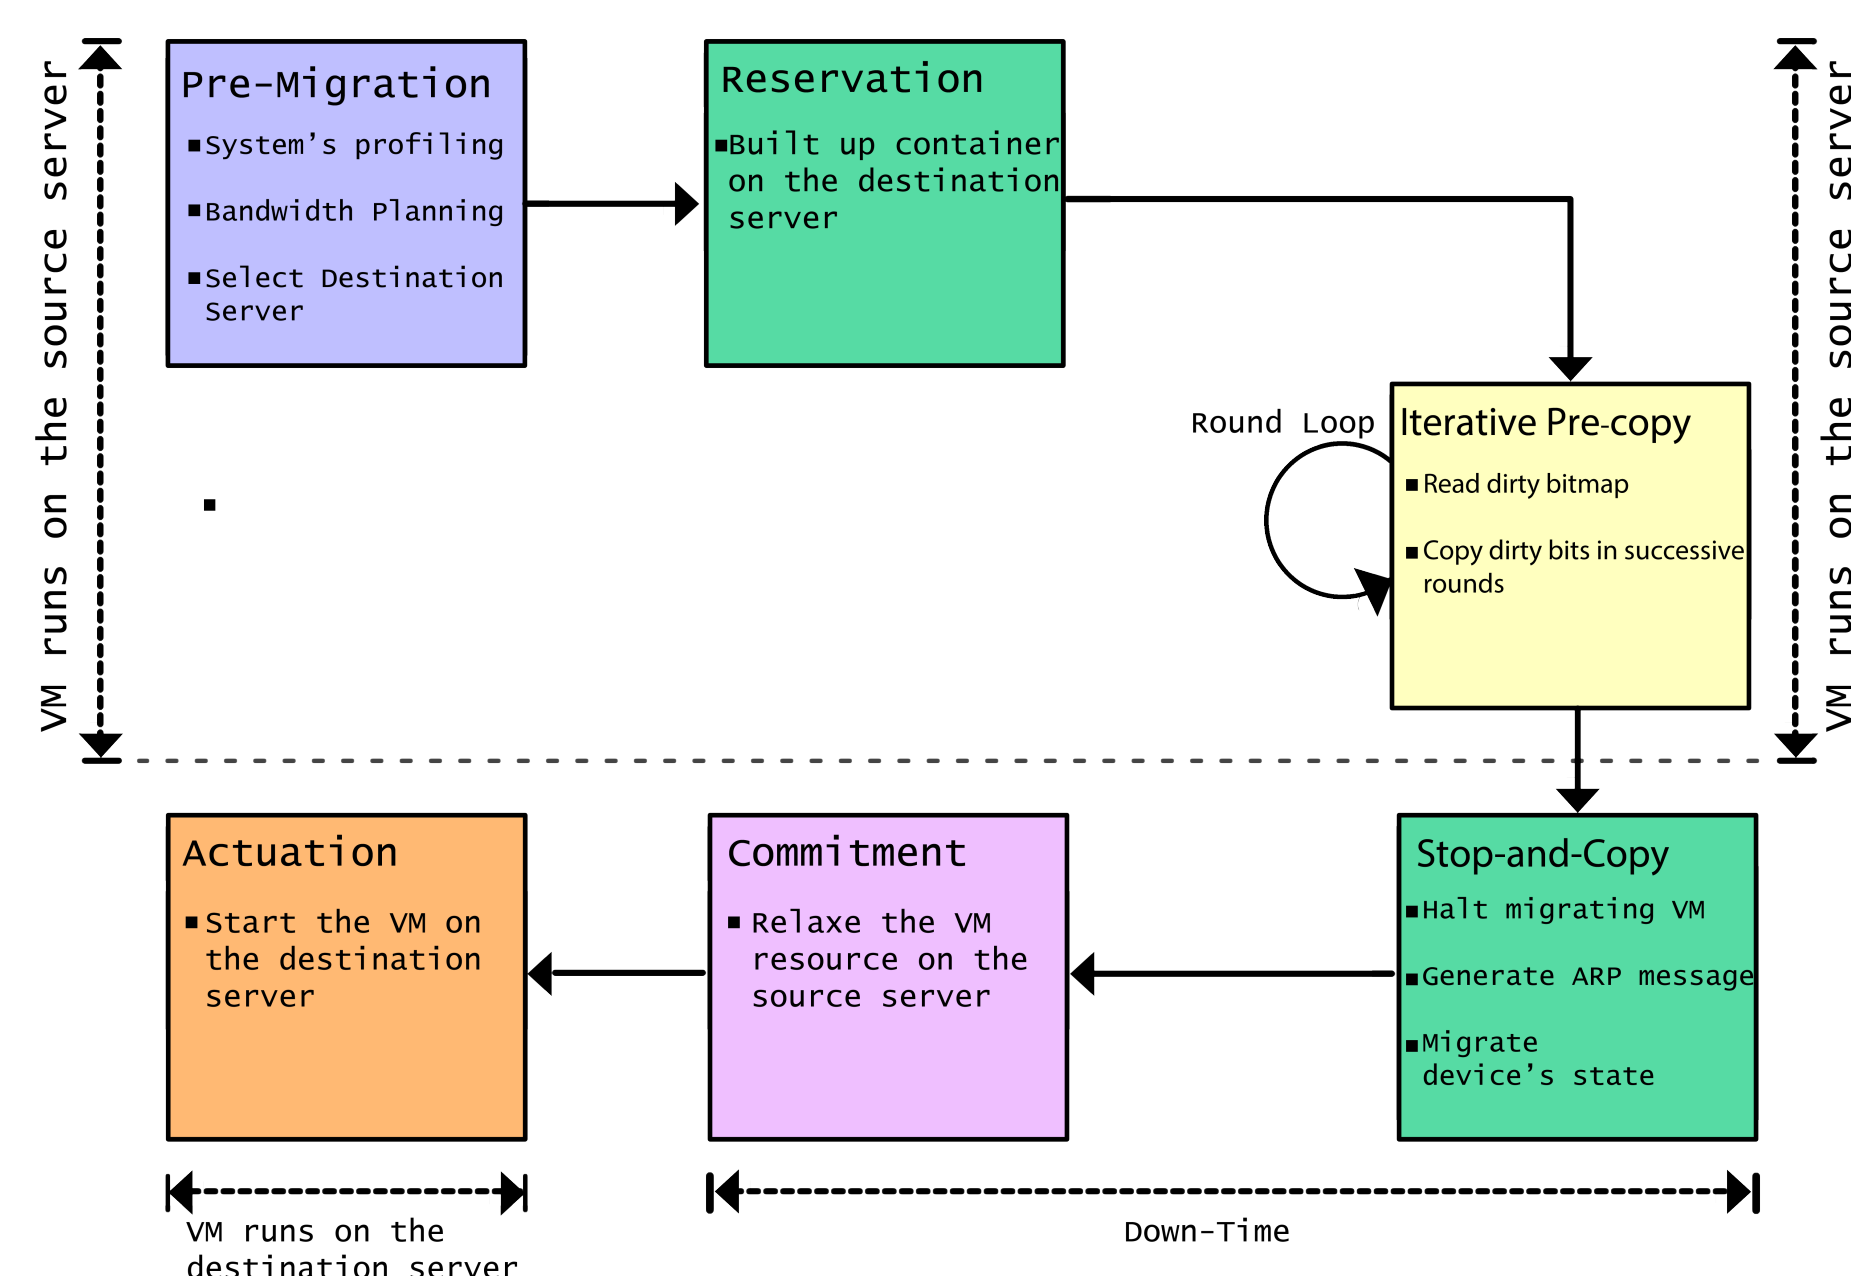 VM runs on the source server
Pre-Migration
▪System’s profiling
▪Bandwidth Planning
▪Select Destination
Server
Reservation
▪Built up container
on the destination
server
VM runs on the source server
Round Loop
Iterative Pre-copy
▪Read dirty bitmap
▪Copy dirty bits in successive
rounds
▪
Actuation
▪Start the VM on
the destination
server
Commitment
▪Relaxe the VM
resource on the
source server
Stop-and-Copy
▪Halt migrating VM
▪Generate ARP message
▪Migrate
device’s state
VM runs on the
destination server
Down-Time